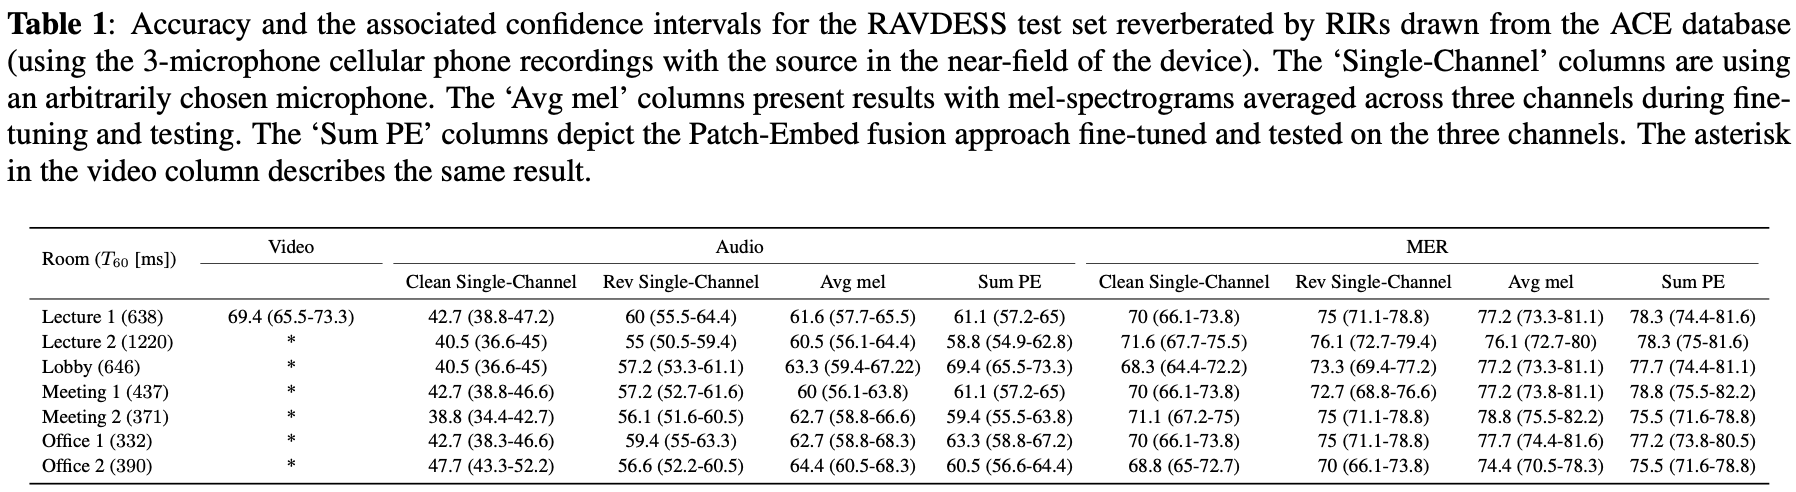 Table 1: Accuracy and the associated confidence intervals for the RAVDESS test set reverberated by RIRs drawn from the ACE database
(using the 3-microphone cellular phone recordings with the source in the near-field of the device). The ‘Single-Channel’ columns are using
an arbitrarily chosen microphone. The ‘Avg mel’ columns present results with mel-spectrograms averaged across three channels during fine-
tuning and testing. The ‘Sum PE’ columns depict the Patch-Embed fusion approach fine-tuned and tested on the three channels. The asterisk
in the video column describes the same result.
Room (T60 [ms]) Video Audio MER
Clean Single-Channel Rev Single-Channel Avg mel Sum PE Clean Single-Channel Rev Single-Channel Avg mel Sum PE
Lecture 1 (638) 69.4 (65.5-73.3) 42.7 (38.8-47.2) 60 (55.5-64.4) 61.6 (57.7-65.5) 61.1 (57.2-65) 70 (66.1-73.8) 75 (71.1-78.8) 77.2 (73.3-81.1) 78.3 (74.4-81.6)
Lecture 2 (1220) * 40.5 (36.6-45) 55 (50.5-59.4) 60.5 (56.1-64.4) 58.8 (54.9-62.8) 71.6 (67.7-75.5) 76.1 (72.7-79.4) 76.1 (72.7-80) 78.3 (75-81.6)
Lobby (646) * 40.5 (36.6-45) 57.2 (53.3-61.1) 63.3 (59.4-67.22) 69.4 (65.5-73.3) 68.3 (64.4-72.2) 73.3 (69.4-77.2) 77.2 (73.3-81.1) 77.7 (74.4-81.1)
Meeting 1 (437) * 42.7 (38.8-46.6) 57.2 (52.7-61.6) 60 (56.1-63.8) 61.1 (57.2-65) 70 (66.1-73.8) 72.7 (68.8-76.6) 77.2 (73.8-81.1) 78.8 (75.5-82.2)
Meeting 2 (371) * 38.8 (34.4-42.7) 56.1 (51.6-60.5) 62.7 (58.8-66.6) 59.4 (55.5-63.8) 71.1 (67.2-75) 75 (71.1-78.8) 78.8 (75.5-82.2) 75.5 (71.6-78.8)
Office 1 (332) * 42.7 (38.3-46.6) 59.4 (55-63.3) 62.7 (58.8-68.3) 63.3 (58.8-67.2) 70 (66.1-73.8) 75 (71.1-78.8) 77.7 (74.4-81.6) 77.2 (73.8-80.5)
Office 2 (390) * 47.7 (43.3-52.2) 56.6 (52.2-60.5) 64.4 (60.5-68.3) 60.5 (56.6-64.4) 68.8 (65-72.7) 70 (66.1-73.8) 74.4 (70.5-78.3) 75.5 (71.6-78.8)